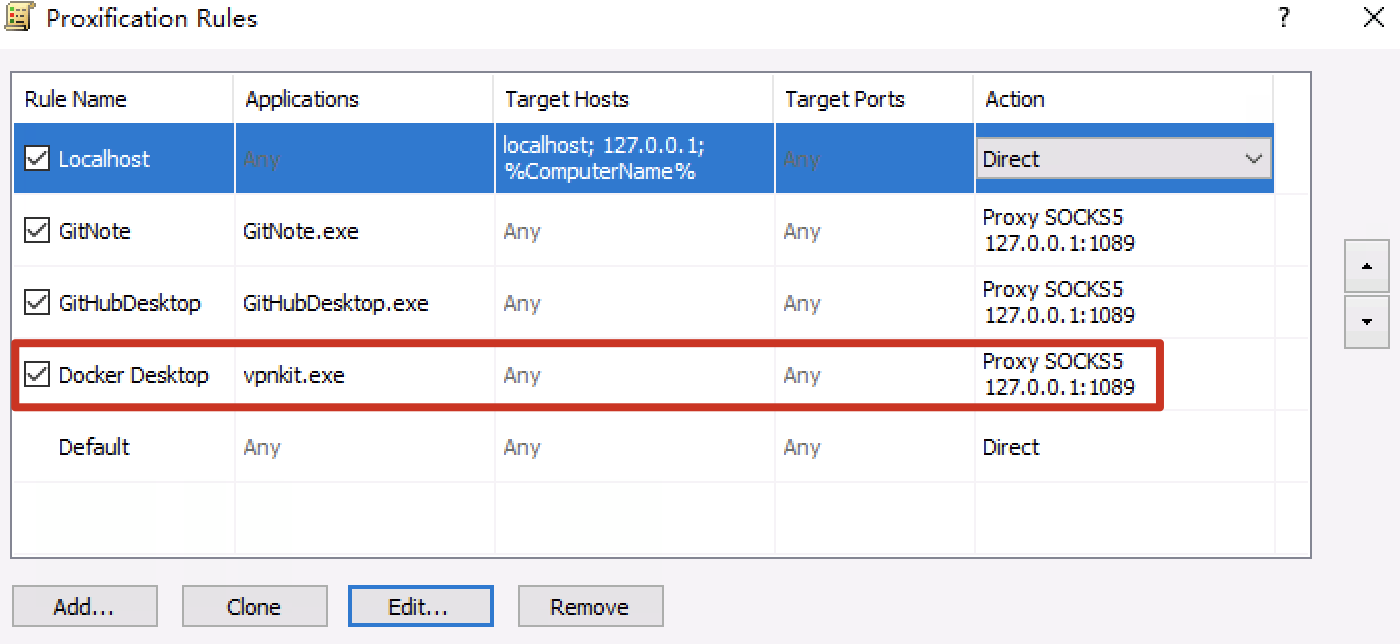 Proxification Rules
?
Rule Name Applications Target Hosts Target Ports Action
Localhost Any localhost; 127.0.0.1; Any Direct
%ComputerName%
GitNote GitNote.exe Any Any Proxy SOCKS5
127.0.0.1:1089
GitHubDesktop GitHubDesktop.exe Any Any Proxy SOCKS5
127.0.0.1:1089
Docker Desktop vpnkit.exe Any Any Proxy SOCKS5
127.0.0.1:1089
Default Any Any Any Direct
Add... Clone Edit... Remove